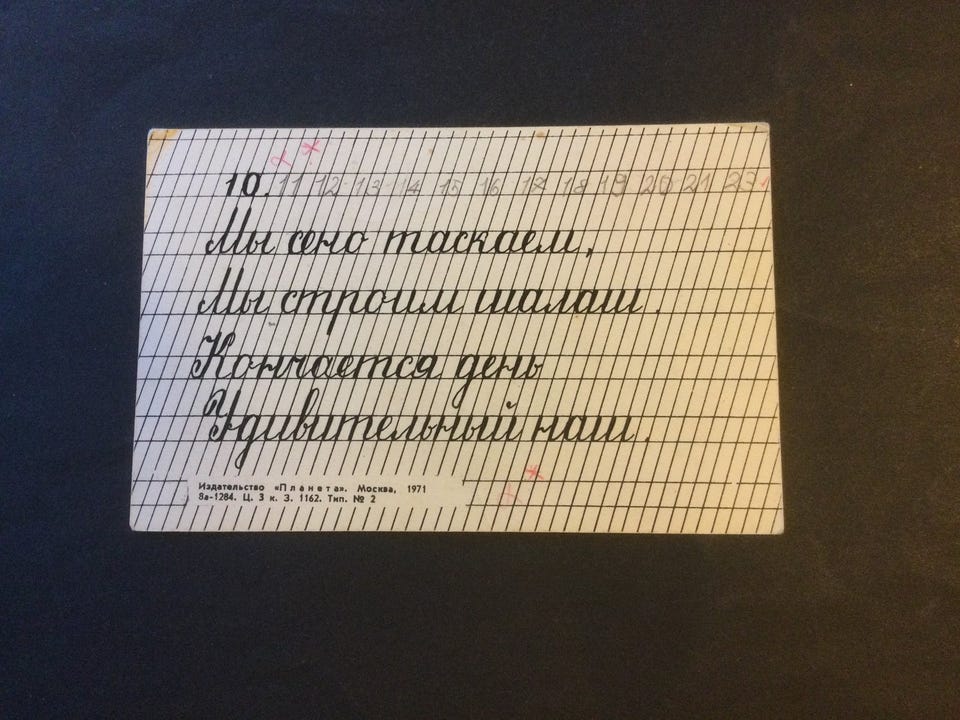 10. 11 12 13 14 15 16 17 18 19 20 21 23
Мы сено таскаем,
Мы строим шалаш.
Кончается день
Удивительный наш.
Издательство «Планета». Москва, 1971
8а-1284. Ц. 3 к. З. 1162. Тип. № 2